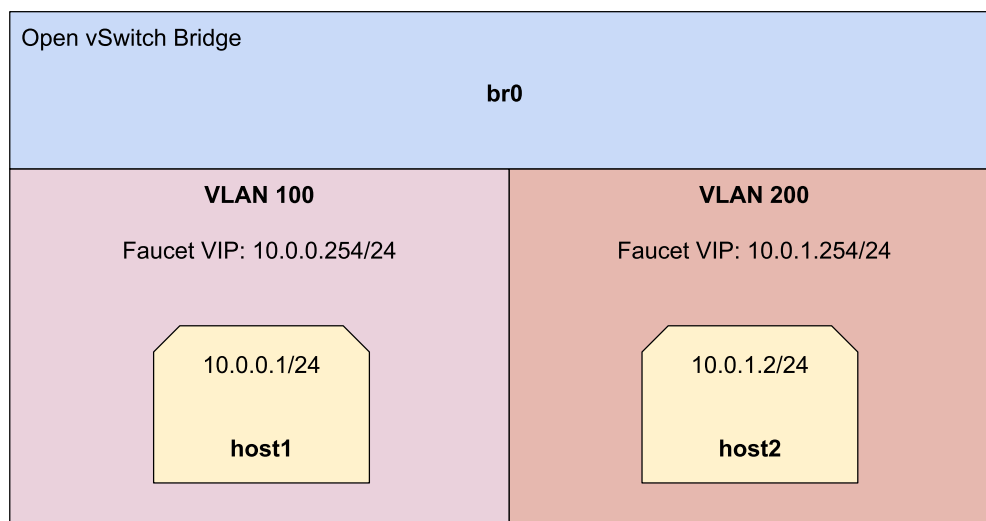 Open vSwitch Bridge
br0
VLAN 100
Faucet VIP: 10.0.0.254/24
10.0.0.1/24
host1
VLAN 200
Faucet VIP: 10.0.1.254/24
10.0.1.2/24
host2